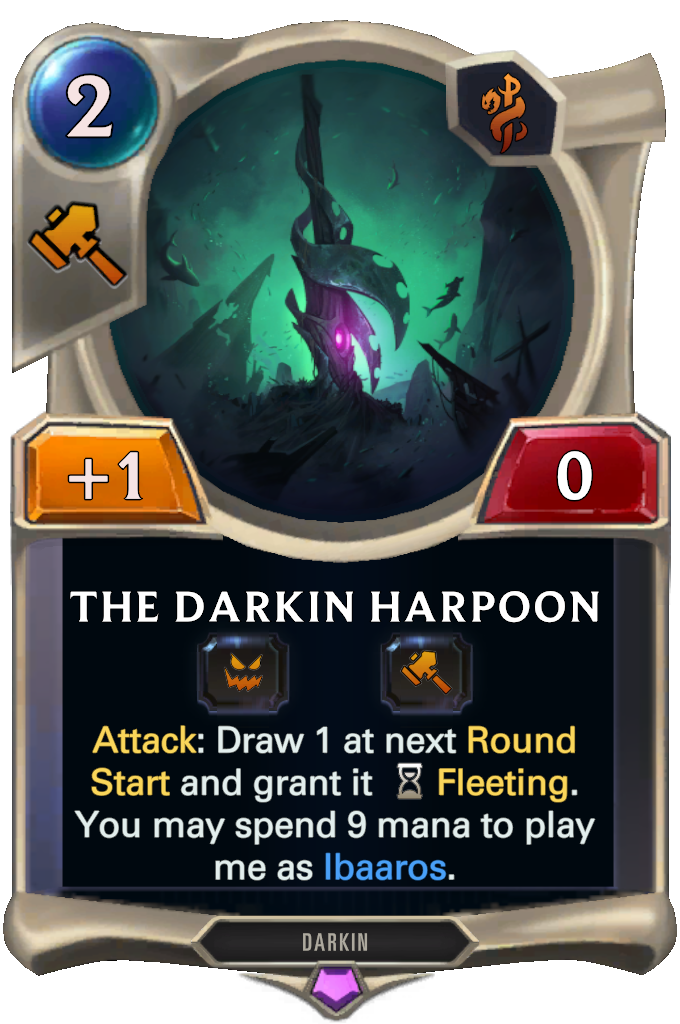 2
+1
0
THE DARKIN HARPOON
Attack: Draw 1 at next Round
Start and grant it Fleeting.
You may spend 9 mana to play
me as Ibaaros.
DARKIN